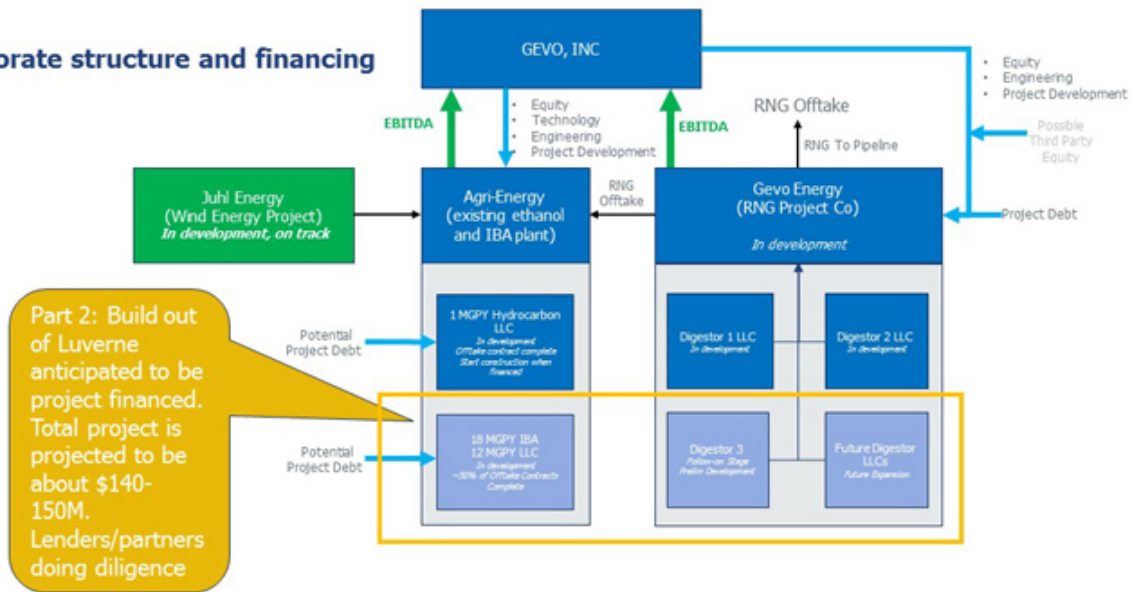 orate structure and financing
GEVO, INC
• Equity
• Engineering
• Project Development
Possible
Third Party
Equity
Project Debt
EBITDA
• Equity
• Technology
• Engineering
• Project Development
EBITDA
RNG Offtake
RNG To Pipeline
Juhl Energy
(Wind Energy Project)
In development, on track
Agri-Energy
(existing ethanol
and IBA plant)
RNG
Offtake
Gevo Energy
(RNG Project Co)
In development
Part 2: Build out
of Luverne
anticipated to be
project financed.
Total project is
projected to be
about $140-
150M.
Lenders/partners
doing diligence
Potential
Project Debt
1 MGPY Hydrocarbon
LLC
In development
Offtake contract complete
Start construction when
financed
Digestor 1 LLC
In development
Digestor 2 LLC
In development
Potential
Project Debt
18 MGPY IBA
12 MGPY LLC
In development
~50% of Offtake Contracts
Complete
Digestor 3
Follow-on Stage
Prelim Development
Future Digestor
LLCs
Future Expansion